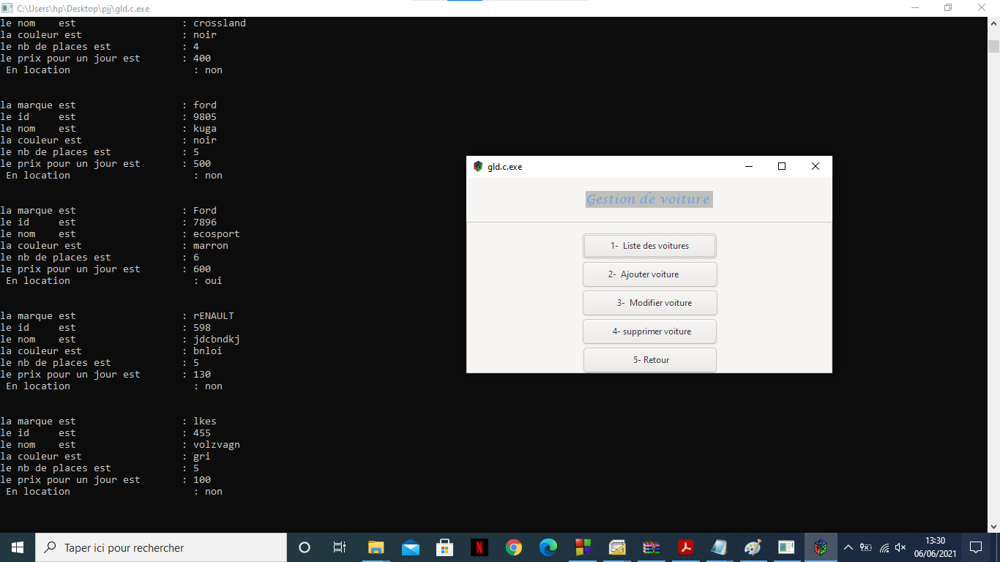 C:\Users\hp\Desktop\pjj\gld.c.exe
le nom    est                  : crossland
la couleur est                 : noir
le nb de places est            : 4
le prix pour un jour est       : 400
 En location                     : non
la marque est                  : ford
le id     est                  : 9805
le nom    est                  : kuga
la couleur est                 : noir
le nb de places est            : 5
le prix pour un jour est       : 500
 En location                     : non
la marque est                  : Ford
le id     est                  : 7896
le nom    est                  : ecosport
la couleur est                 : marron
le nb de places est            : 6
le prix pour un jour est       : 600
 En location                     : oui
la marque est                  : rENAULT
le id     est                  : 598
le nom    est                  : jdcbndkj
la couleur est                 : bnloi
le nb de places est            : 5
le prix pour un jour est       : 130
 En location                     : non
la marque est                  : lkes
le id     est                  : 455
le nom    est                  : volzvagn
la couleur est                 : gri
le nb de places est            : 5
le prix pour un jour est       : 100
 En location                     : non
gld.c.exe
Gestion de voiture
1-  Liste des voitures
2-  Ajouter voiture
3-  Modifier voiture
4- supprimer voiture
5- Retour
Taper ici pour rechercher
N
13:30
06/06/2021